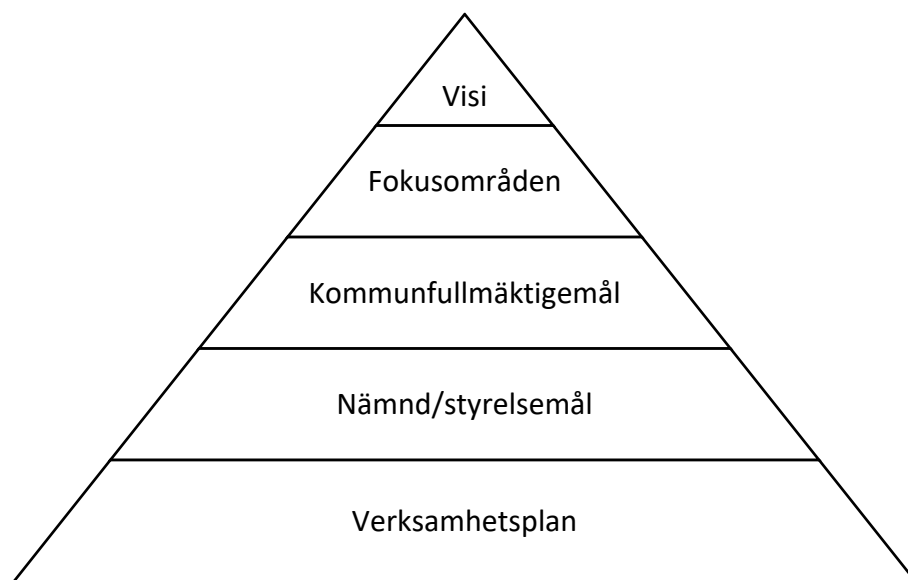 Visi
Fokusområden
Kommunfullmäktigemål
Nämnd/styrelsemål
Verksamhetsplan